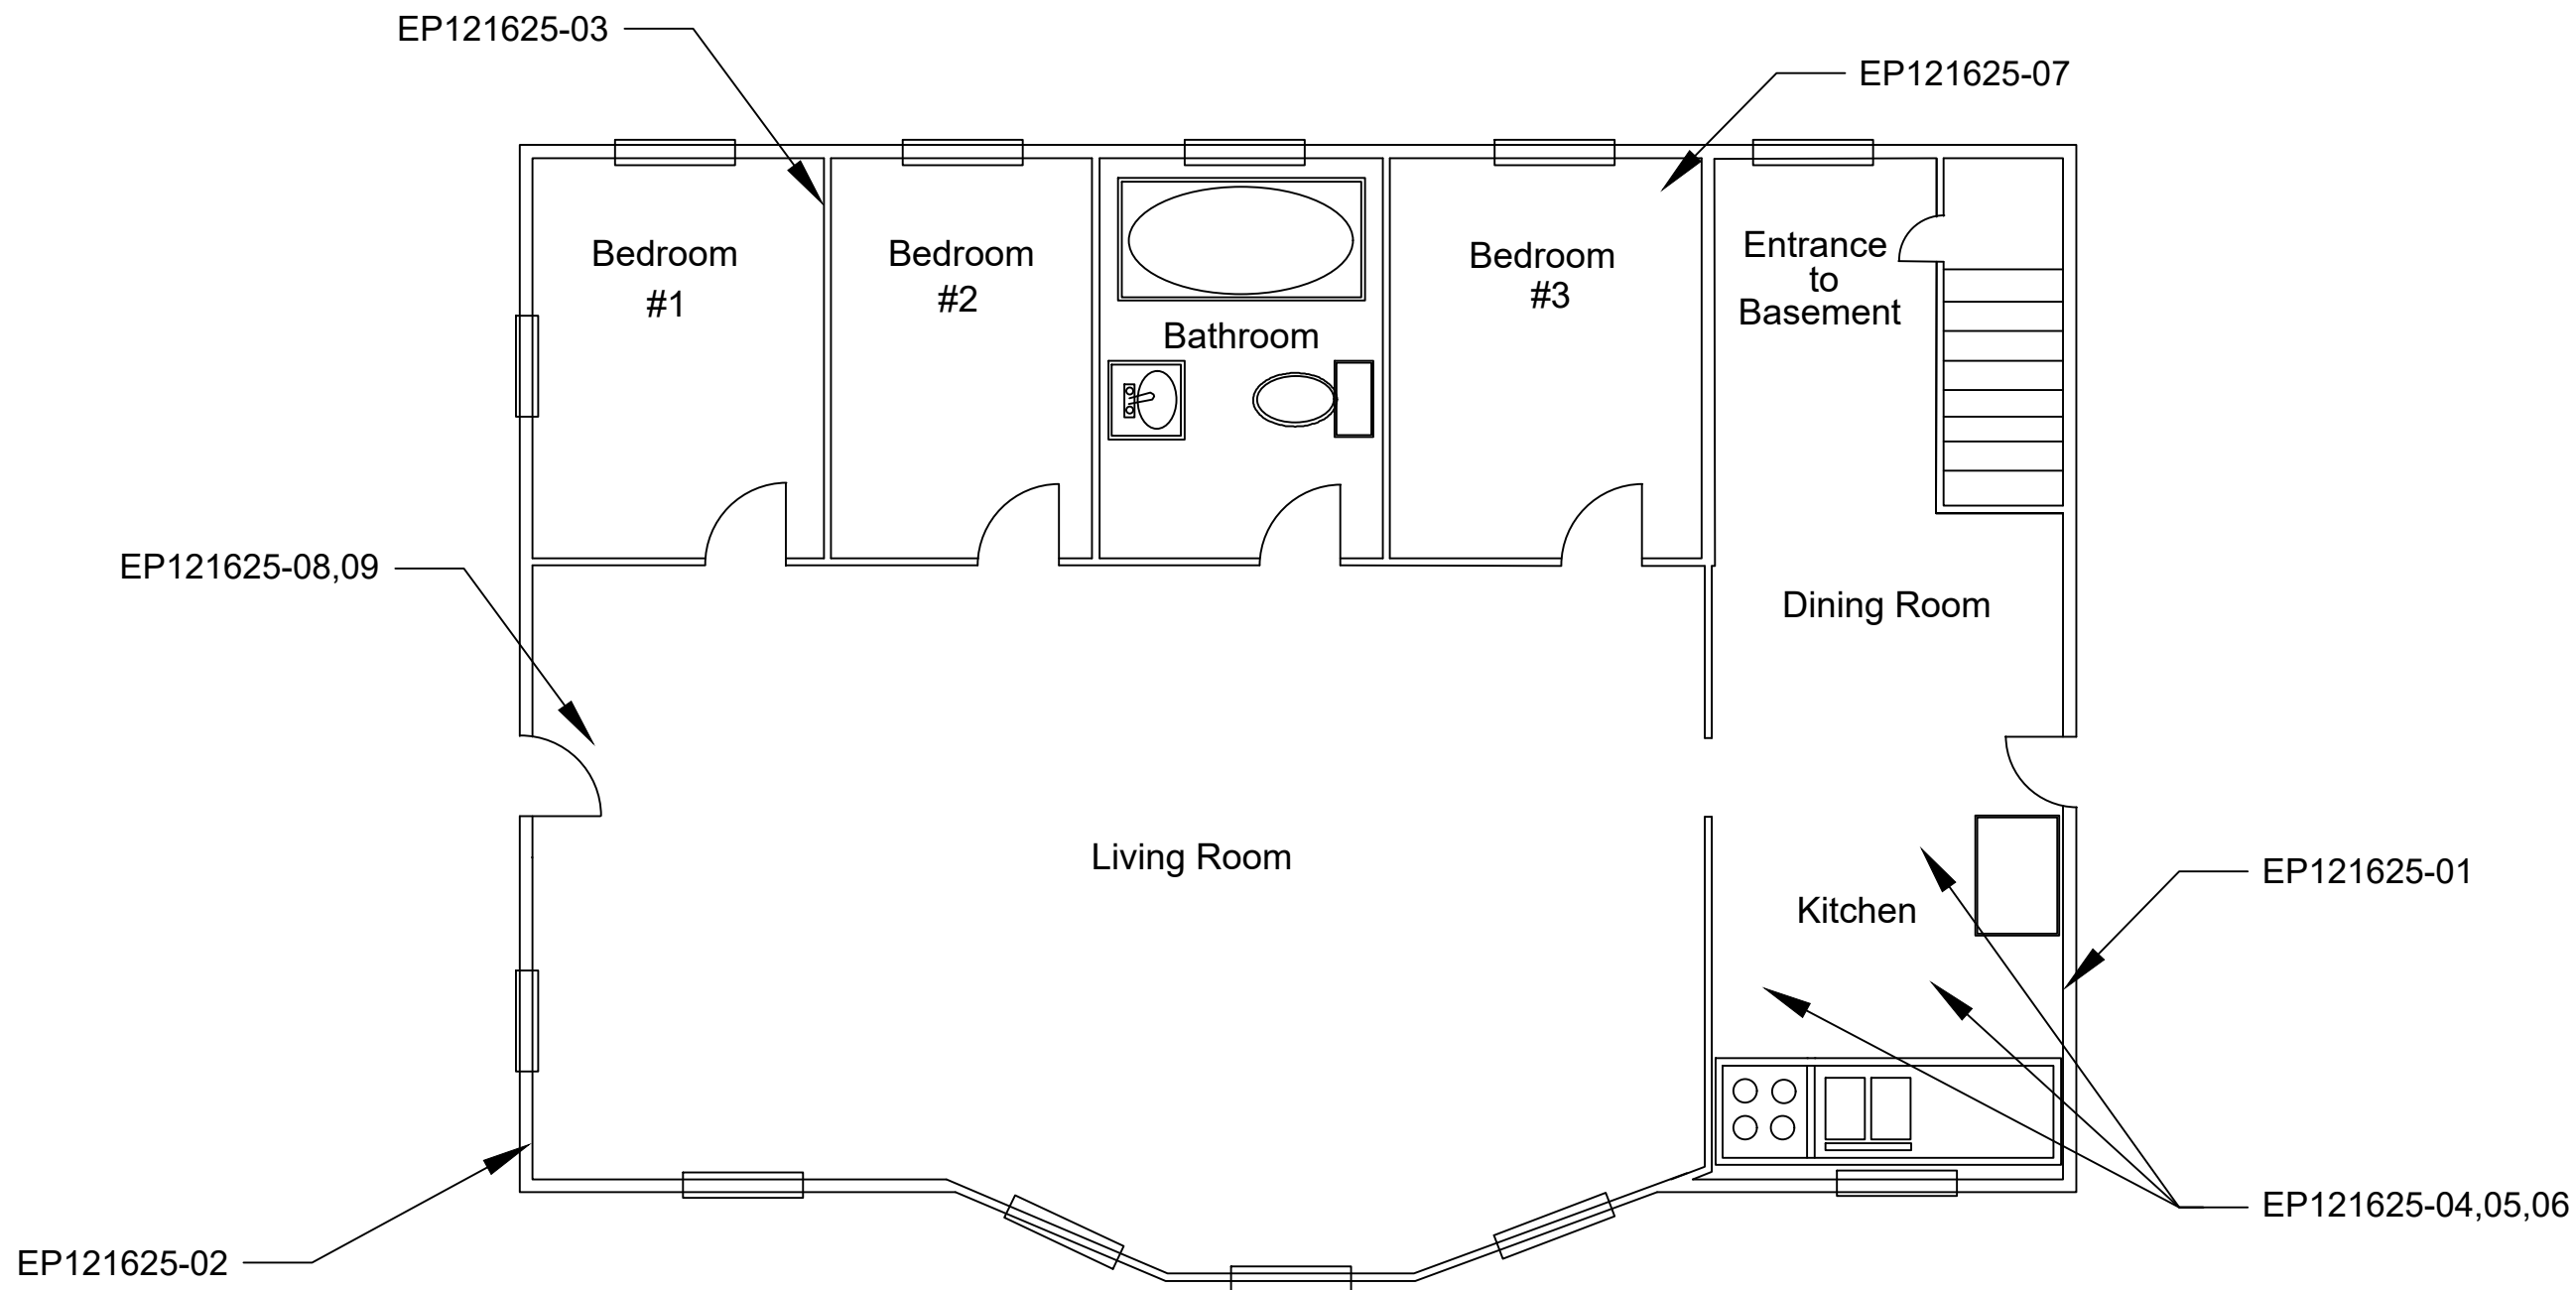 EP121625-03
EP121625-07
Bedroom
#1
Bedroom
#2
Bathroom
Bedroom
#3
Entrance
to
Basement
EP121625-08,09
Dining Room
Living Room
Kitchen
EP121625-01
EP121625-04,05,06
EP121625-02